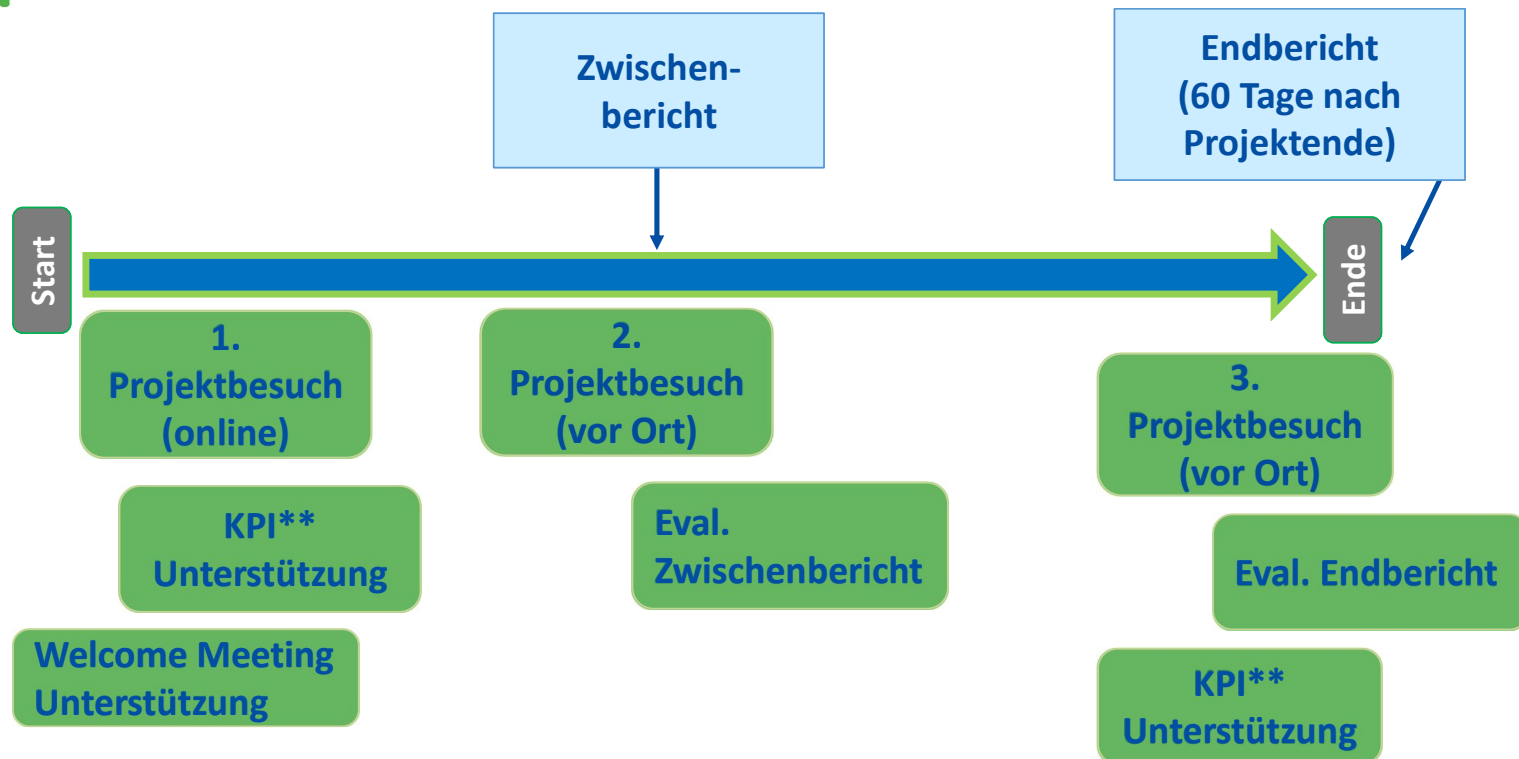 Zwischen-
bericht
Endbericht
(60 Tage nach
Projektende)
Start
Ende
1.
Projektbesuch
(online)
2.
Projektbesuch
(vor Ort)
3.
Projektbesuch
(vor Ort)
KPI**
Unterstützung
Eval.
Zwischenbericht
Eval. Endbericht
Welcome Meeting
Unterstützung
KPI**
Unterstützung